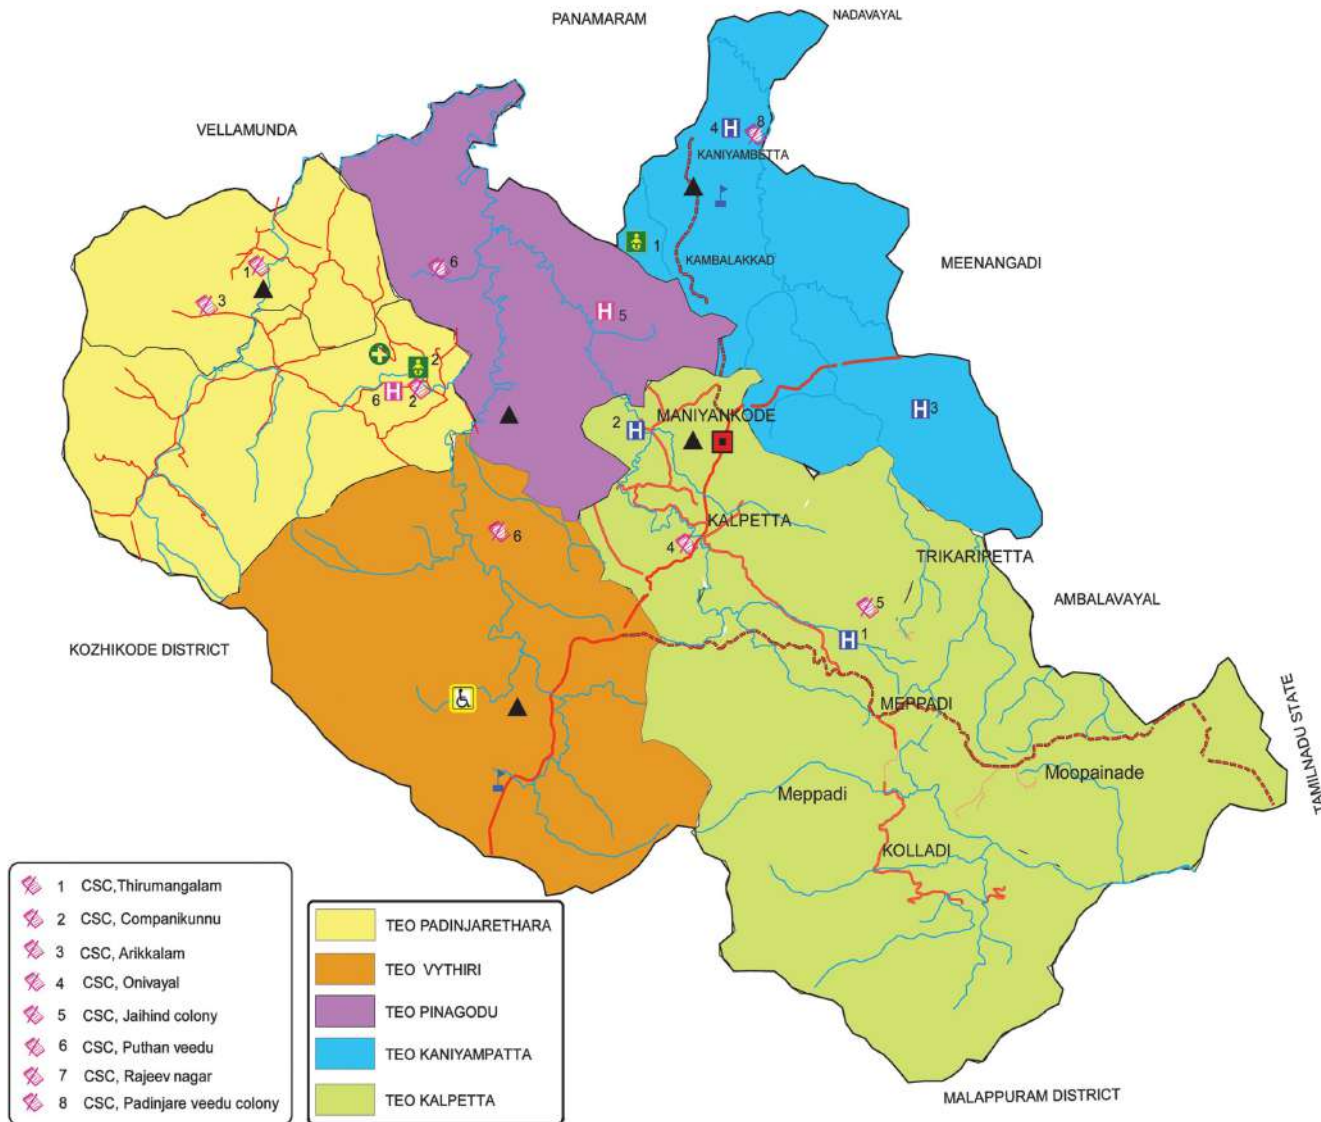 PANAMARAM
NADAVAYAL
VELLAMUNDA
4 H
8
KANIYAMBETTA
1
KAMBALAKKAD
MEENANGADI
1
6
3
H 5
2
6 H 2
2 H
MANIYANKODE
H 3
6
KALPETTA
4
TRIKARIPETTA
5
AMBALAVAYAL
H 1
KOZHIKODE DISTRICT
MEPPADI
TAMILNADU STATE
Moopainade
Meppadi
KOLLADI
MALAPPURAM DISTRICT
1 CSC,Thirumangalam
2 CSC, Companikunnu
3 CSC, Arikkalam
4 CSC, Onivayal
5 CSC, Jaihind colony
6 CSC, Puthan veedu
7 CSC, Rajeev nagar
8 CSC, Padinjare veedu colony
TEO PADINJARETHARA
TEO VYTHIRI
TEO PINAGODU
TEO KANIYAMPATTA
TEO KALPETTA